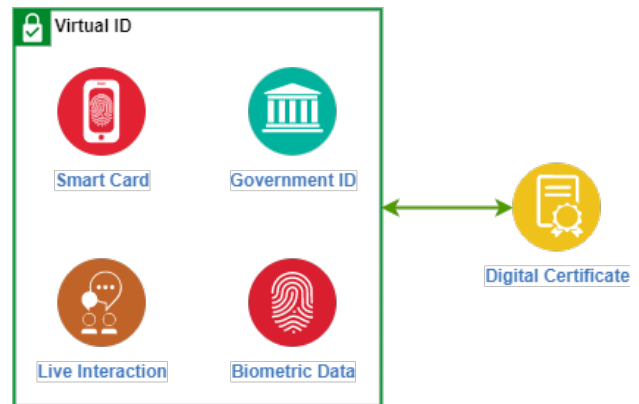 Virtual ID
Smart Card
Government ID
Digital Certificate
Live Interaction
Biometric Data